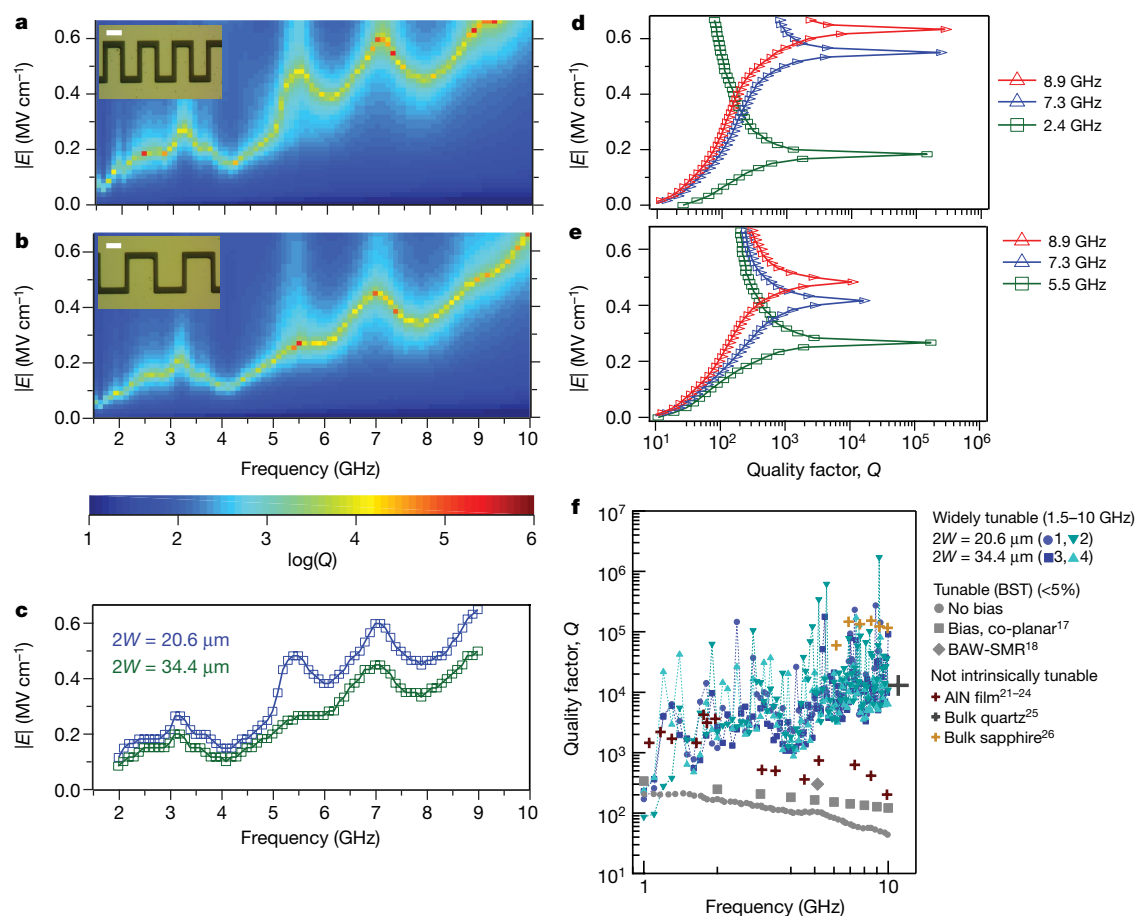 a
|E| (MV cm⁻¹)
0.6
0.4
0.2
0.0
b
|E| (MV cm⁻¹)
0.6
0.4
0.2
0.0
2 3 4 5 6 7 8 9 10
Frequency (GHz)
1 2 3 4 5 6
log(Q)
c
|E| (MV cm⁻¹)
0.6
0.4
0.2
0.0
2W = 20.6 μm
2W = 34.4 μm
1 2 3 4 5 6 7 8 9 10
Frequency (GHz)
d
|E| (MV cm⁻¹)
0.6
0.4
0.2
0.0
8.9 GHz
7.3 GHz
2.4 GHz
e
|E| (MV cm⁻¹)
0.6
0.4
0.2
0.0
8.9 GHz
7.3 GHz
5.5 GHz
10¹ 10² 10³ 10⁴ 10⁵ 10⁶
Quality factor, Q
f
Quality factor, Q
10⁷
10⁶
10⁵
10⁴
10³
10²
10¹
1 10
Frequency (GHz)
Widely tunable (1.5–10 GHz)
2W = 20.6 μm (●1, ▼2)
2W = 34.4 μm (■3, ▲4)
Tunable (BST) (<5%)
No bias
Bias, co-planar¹⁷
BAW-SMR¹⁸
Not intrinsically tunable
AlN film²¹⁻²⁴
Bulk quartz²⁵
Bulk sapphire²⁶